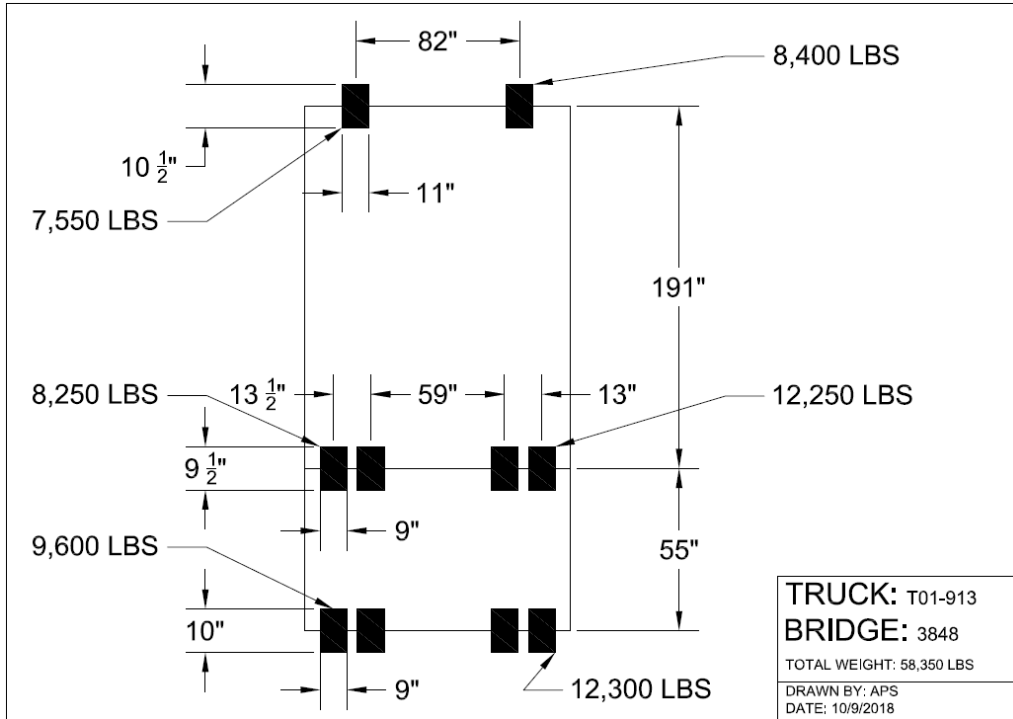 82"
8,400 LBS
10 1/2"
11"
7,550 LBS
191"
8,250 LBS
13 1/2"
59"
13"
12,250 LBS
9 1/2"
9"
9,600 LBS
55"
10"
9"
12,300 LBS
TRUCK: T01-913
BRIDGE: 3848
TOTAL WEIGHT: 58,350 LBS
DRAWN BY: APS
DATE: 10/9/2018